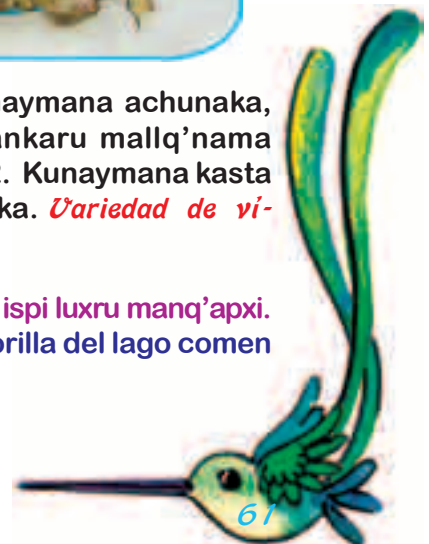 aymana achunaka,
ankaru mallq'nama
. Kunaymana kasta
ka. Variedad de ví-
ispi luxru manq'apxi.
orilla del lago comen
61